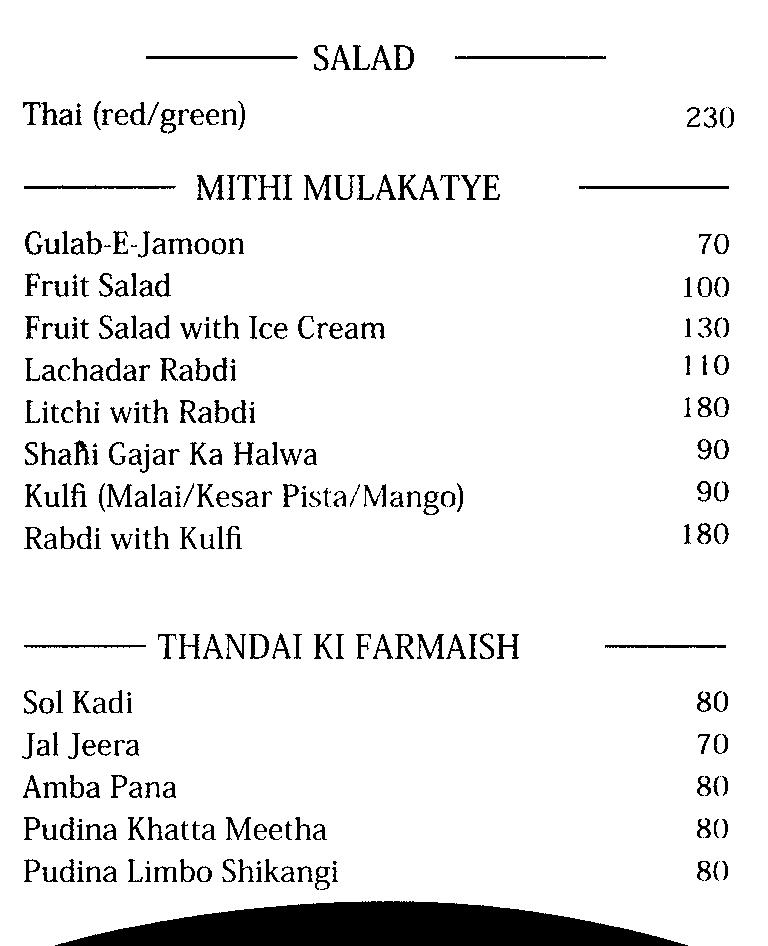 SALAD
Thai (red/green) 230
MITHI MULAKATYE
Gulab-E-Jamoon 70
Fruit Salad 100
Fruit Salad with Ice Cream 130
Lachadar Rabdi 110
Litchi with Rabdi 180
Shahi Gajar Ka Halwa 90
Kulfi (Malai/Kesar Pista/Mango) 90
Rabdi with Kulfi 180
THANDAI KI FARMAISH
Sol Kadi 80
Jal Jeera 70
Amba Pana 80
Pudina Khatta Meetha 80
Pudina Limbo Shikangi 80